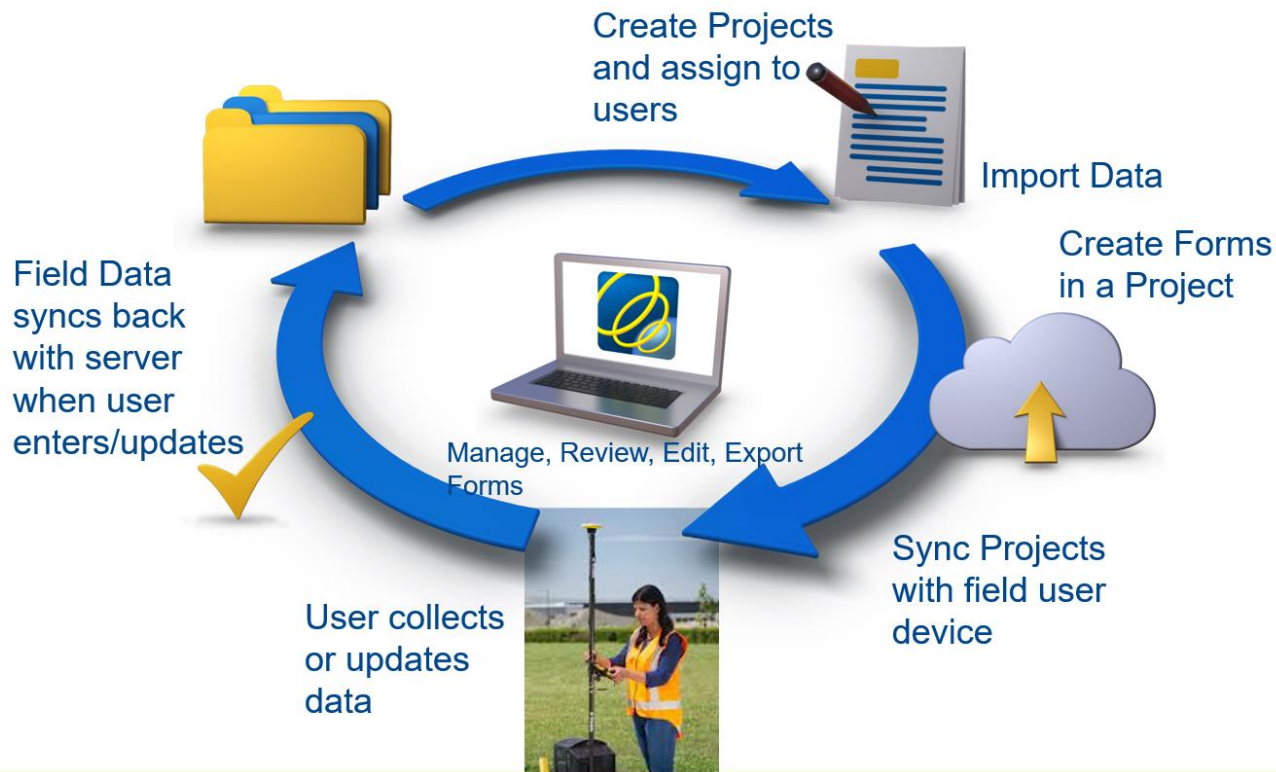 Create Projects
and assign to
users
Import Data
Create Forms
in a Project
Field Data
syncs back
with server
when user
enters/updates
Manage, Review, Edit, Export
Forms
Sync Projects
with field user
device
User collects
or updates
data